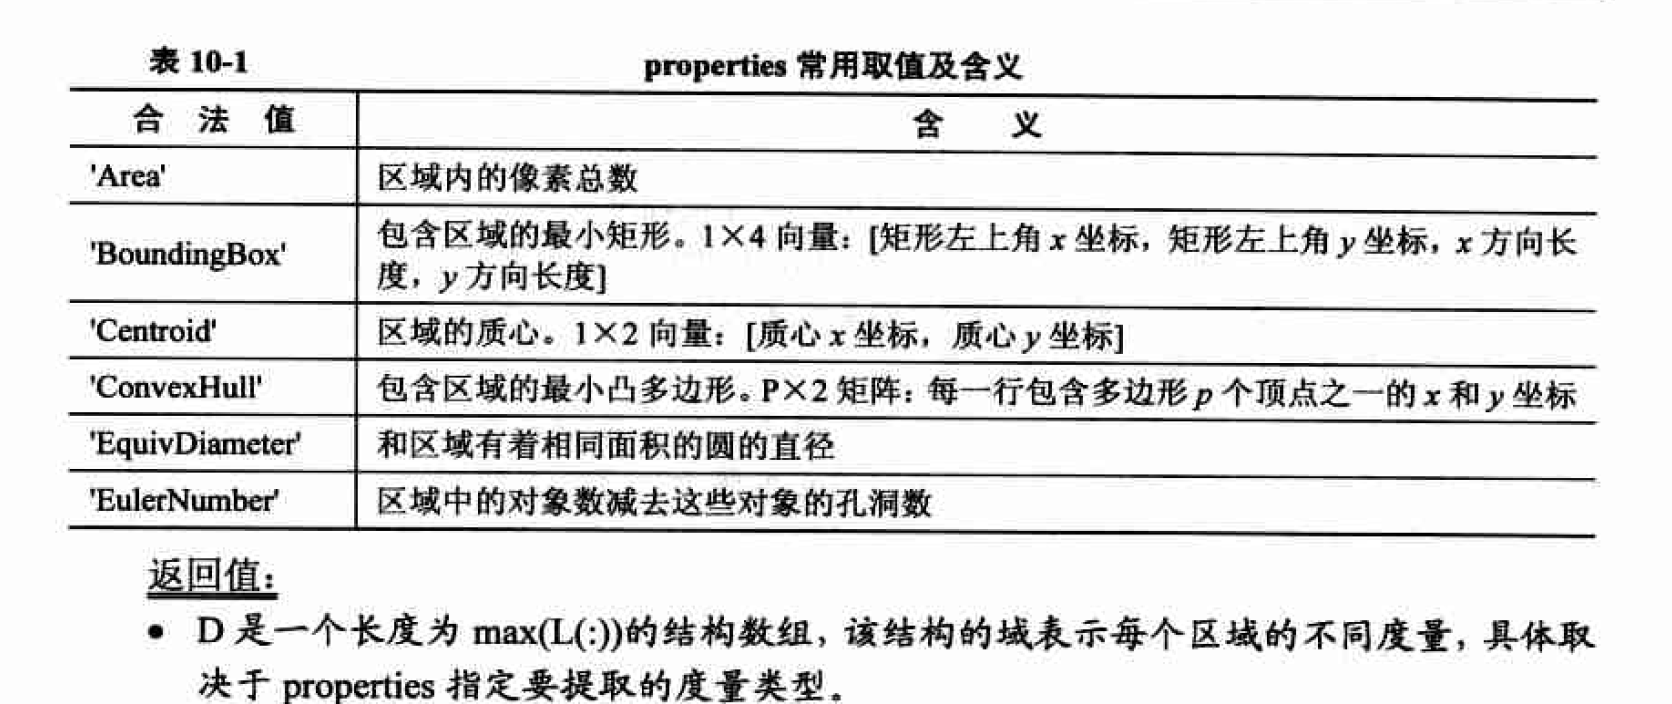 表 10-1 properties 常用取值及含义
合 法 值 含 义
'Area' 区域内的像素总数
'BoundingBox' 包含区域的最小矩形。1×4 向量：[矩形左上角 x 坐标，矩形左上角 y 坐标，x 方向长
度，y 方向长度]
'Centroid' 区域的质心。1×2 向量：[质心 x 坐标，质心 y 坐标]
'ConvexHull' 包含区域的最小凸多边形。P×2 矩阵：每一行包含多边形 p 个顶点之一的 x 和 y 坐标
'EquivDiameter' 和区域有着相同面积的圆的直径
'EulerNumber' 区域中的对象数减去这些对象的孔洞数
返回值：
● D 是一个长度为 max(L(:))的结构数组，该结构的域表示每个区域的不同度量，具体取
决于 properties 指定要提取的度量类型。